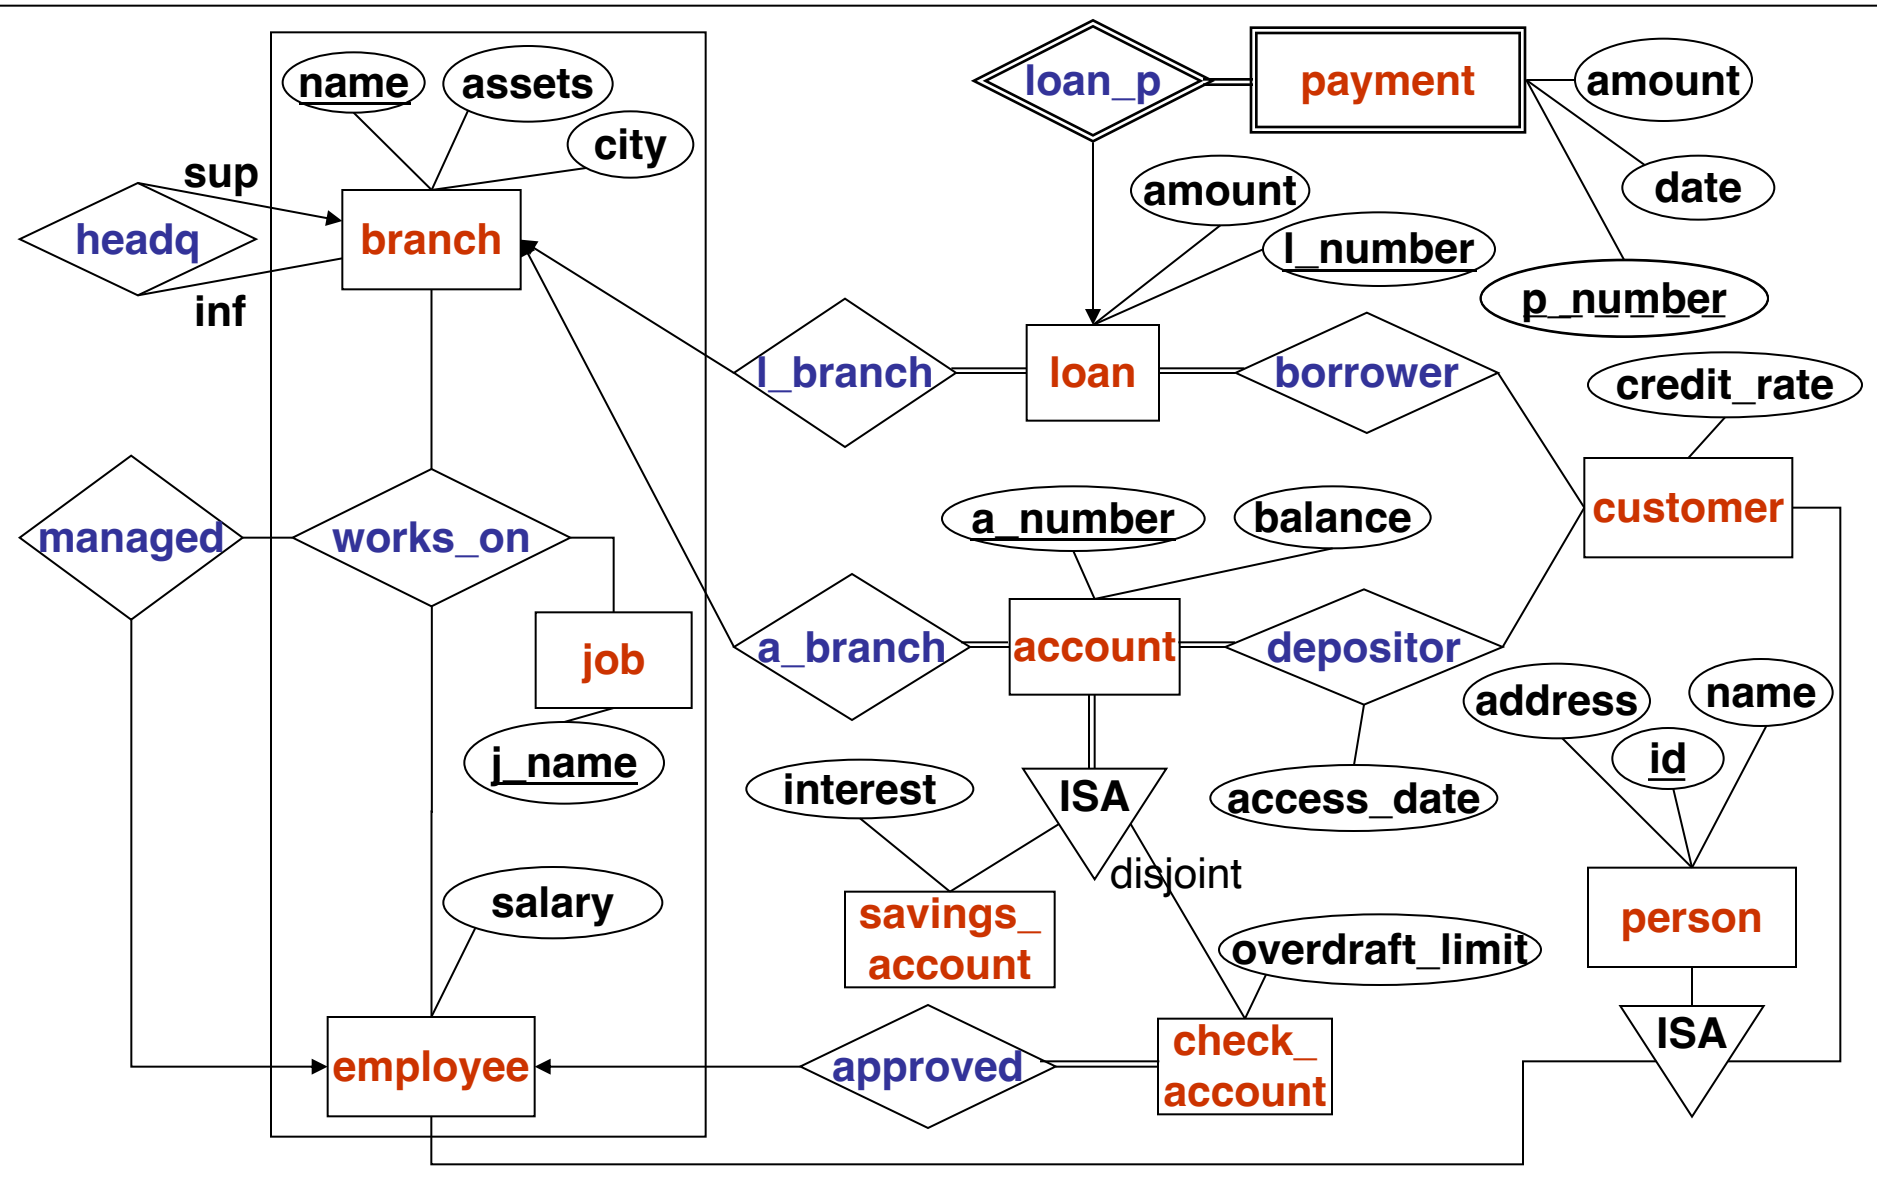 name
assets
city
sup
headq
branch
inf
loan_p
payment
amount
date
p_number
amount
l_number
l_branch
loan
borrower
credit_rate
customer
managed
works_on
job
j_name
a_number
balance
a_branch
account
depositor
access_date
address
id
name
interest
ISA
disjoint
savings_
account
overdraft_limit
check_
account
salary
employee
approved
person
ISA